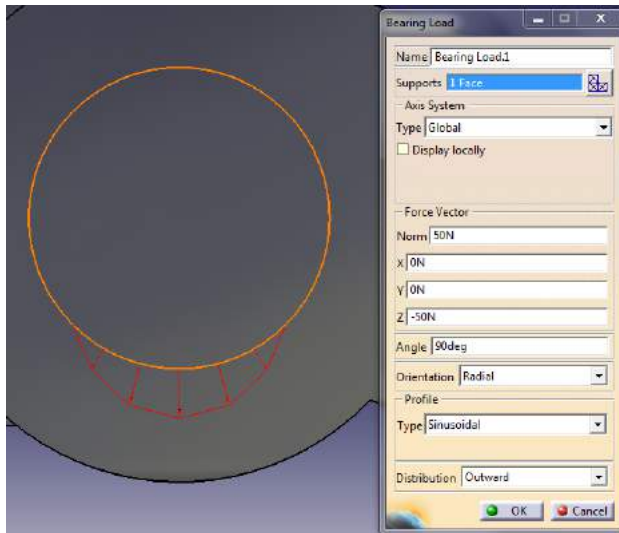 Bearing Load
Name Bearing Load.1
Supports 1 Face
Axis System
Type Global
Display locally
Force Vector
Norm 50N
X 0N
Y 0N
Z -50N
Angle 90deg
Orientation Radial
Profile
Type Sinusoidal
Distribution Outward
OK Cancel